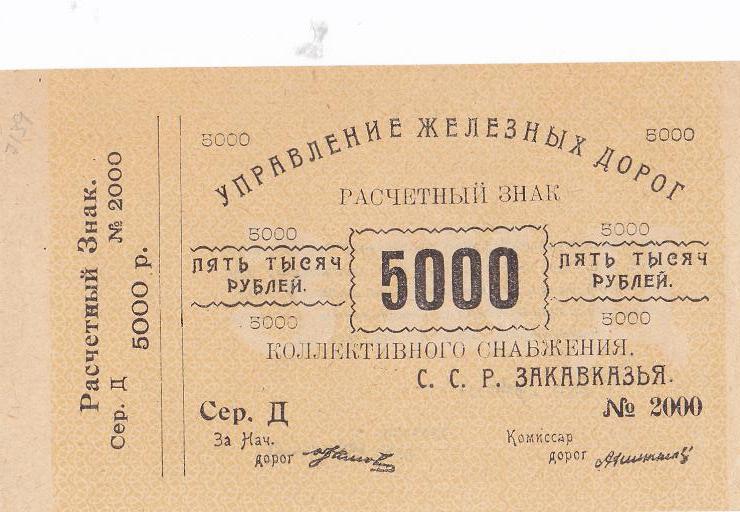 Расчетный Знак.
Сер. Д № 2000
5000 р.
5000 5000
УПРАВЛЕНИЕ ЖЕЛЕЗНЫХ ДОРОГ
РАСЧЕТНЫЙ ЗНАК
5000 5000
ПЯТЬ ТЫСЯЧ
РУБЛЕЙ.
5000
ПЯТЬ ТЫСЯЧ
РУБЛЕЙ.
5000 5000
КОЛЛЕКТИВНОГО СНАБЖЕНИЯ.
С. С. Р. ЗАКАВКАЗЬЯ.
Сер. Д № 2000
За Нач.
дорог
Комиссар
дорог